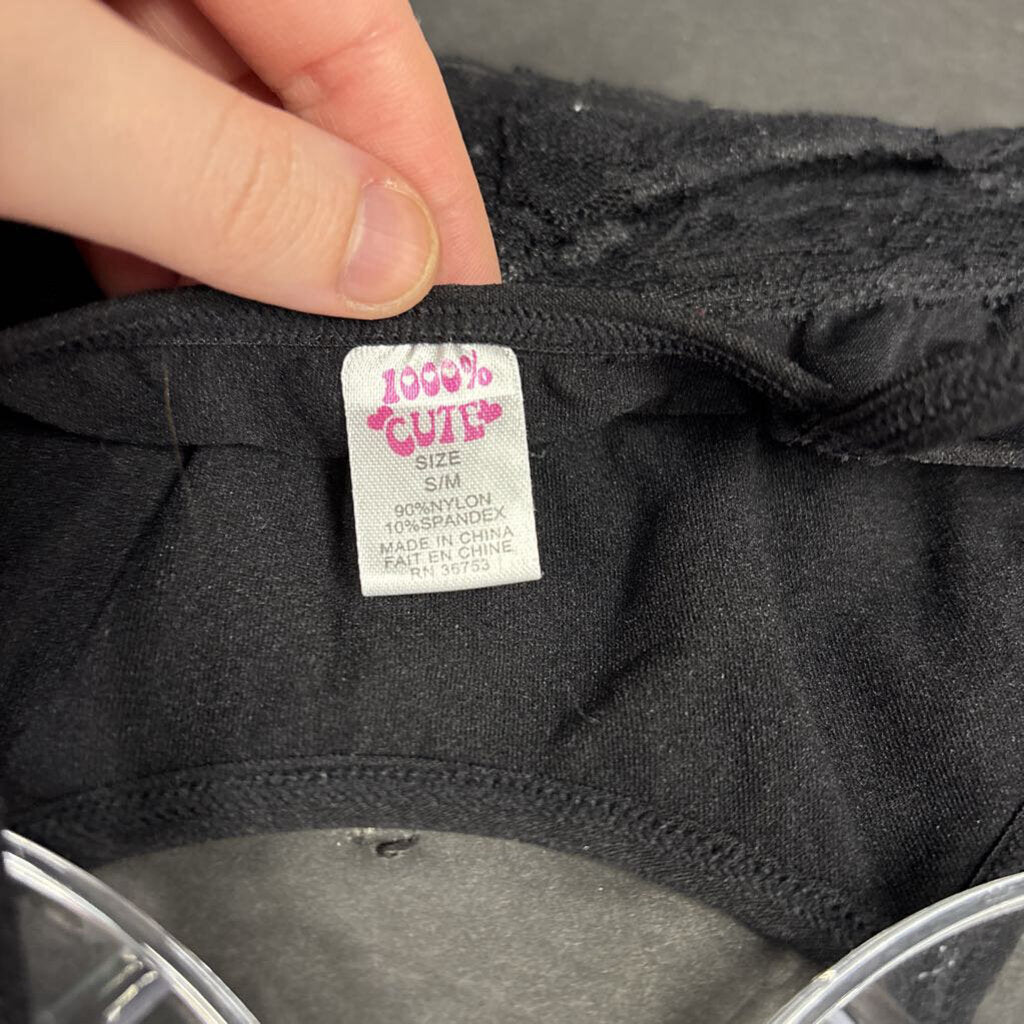 1000%
CUTE
SIZE
S/M
90%NYLON
10%SPANDEX
MADE IN CHINA
FAIT EN CHINE
RN 36753